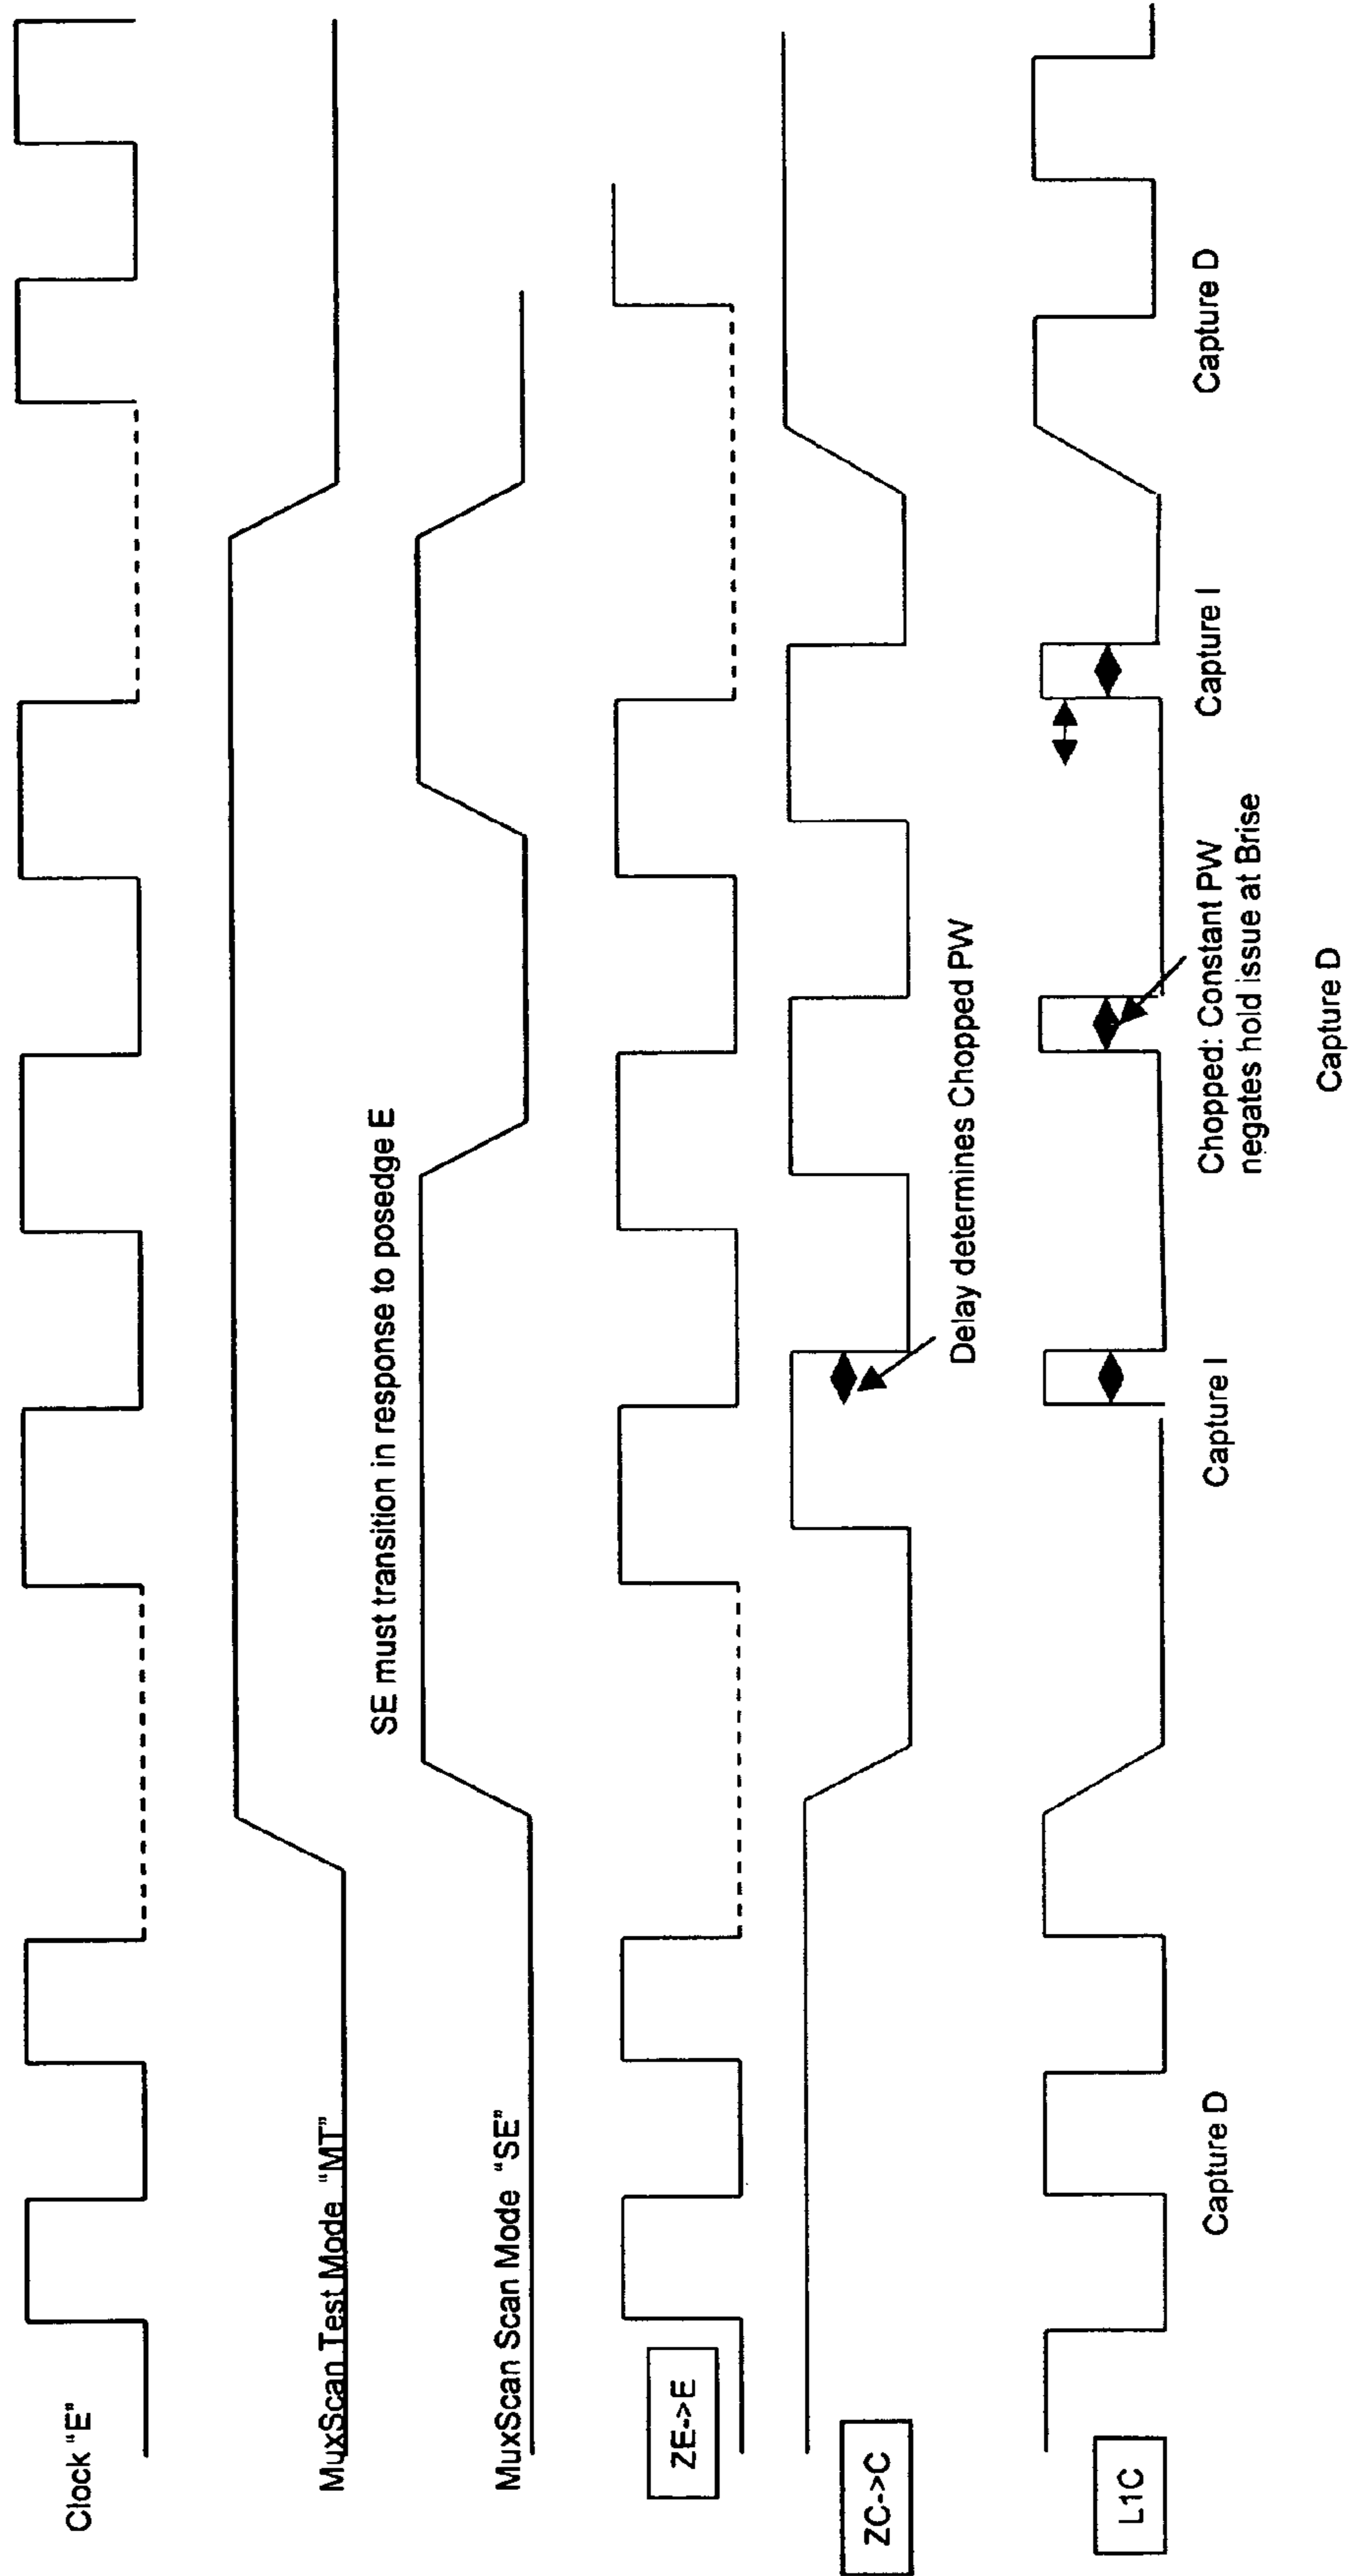 Clock "E"
MuxScan Test Mode "MT"
SE must transition in response to posedge E
MuxScan Scan Mode "SE"
ZE->E
ZC->C
Delay determines Chopped PW
L1C
Capture D
Capture I
Chopped: Constant PW
negates hold issue at Brise
Capture I
Capture D
Capture D